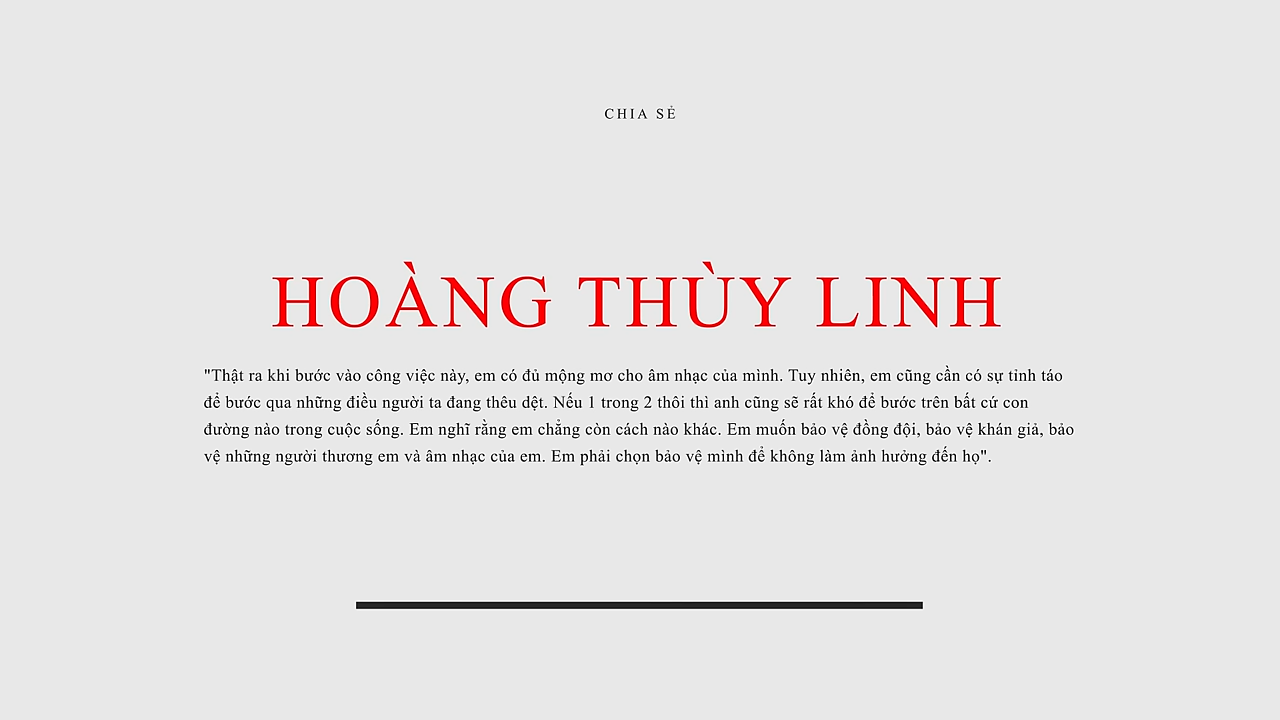 CHIA SẺ
HOÀNG THÙY LINH
"Thật ra khi bước vào công việc này, em có đủ mộng mơ cho âm nhạc của mình. Tuy nhiên, em cũng cần có sự tỉnh táo
để bước qua những điều người ta đang thêu dệt. Nếu 1 trong 2 thôi thì anh cũng sẽ rất khó để bước trên bất cứ con
đường nào trong cuộc sống. Em nghĩ rằng em chẳng còn cách nào khác. Em muốn bảo vệ đồng đội, bảo vệ khán giả, bảo
vệ những người thương em và âm nhạc của em. Em phải chọn bảo vệ mình để không làm ảnh hưởng đến họ".